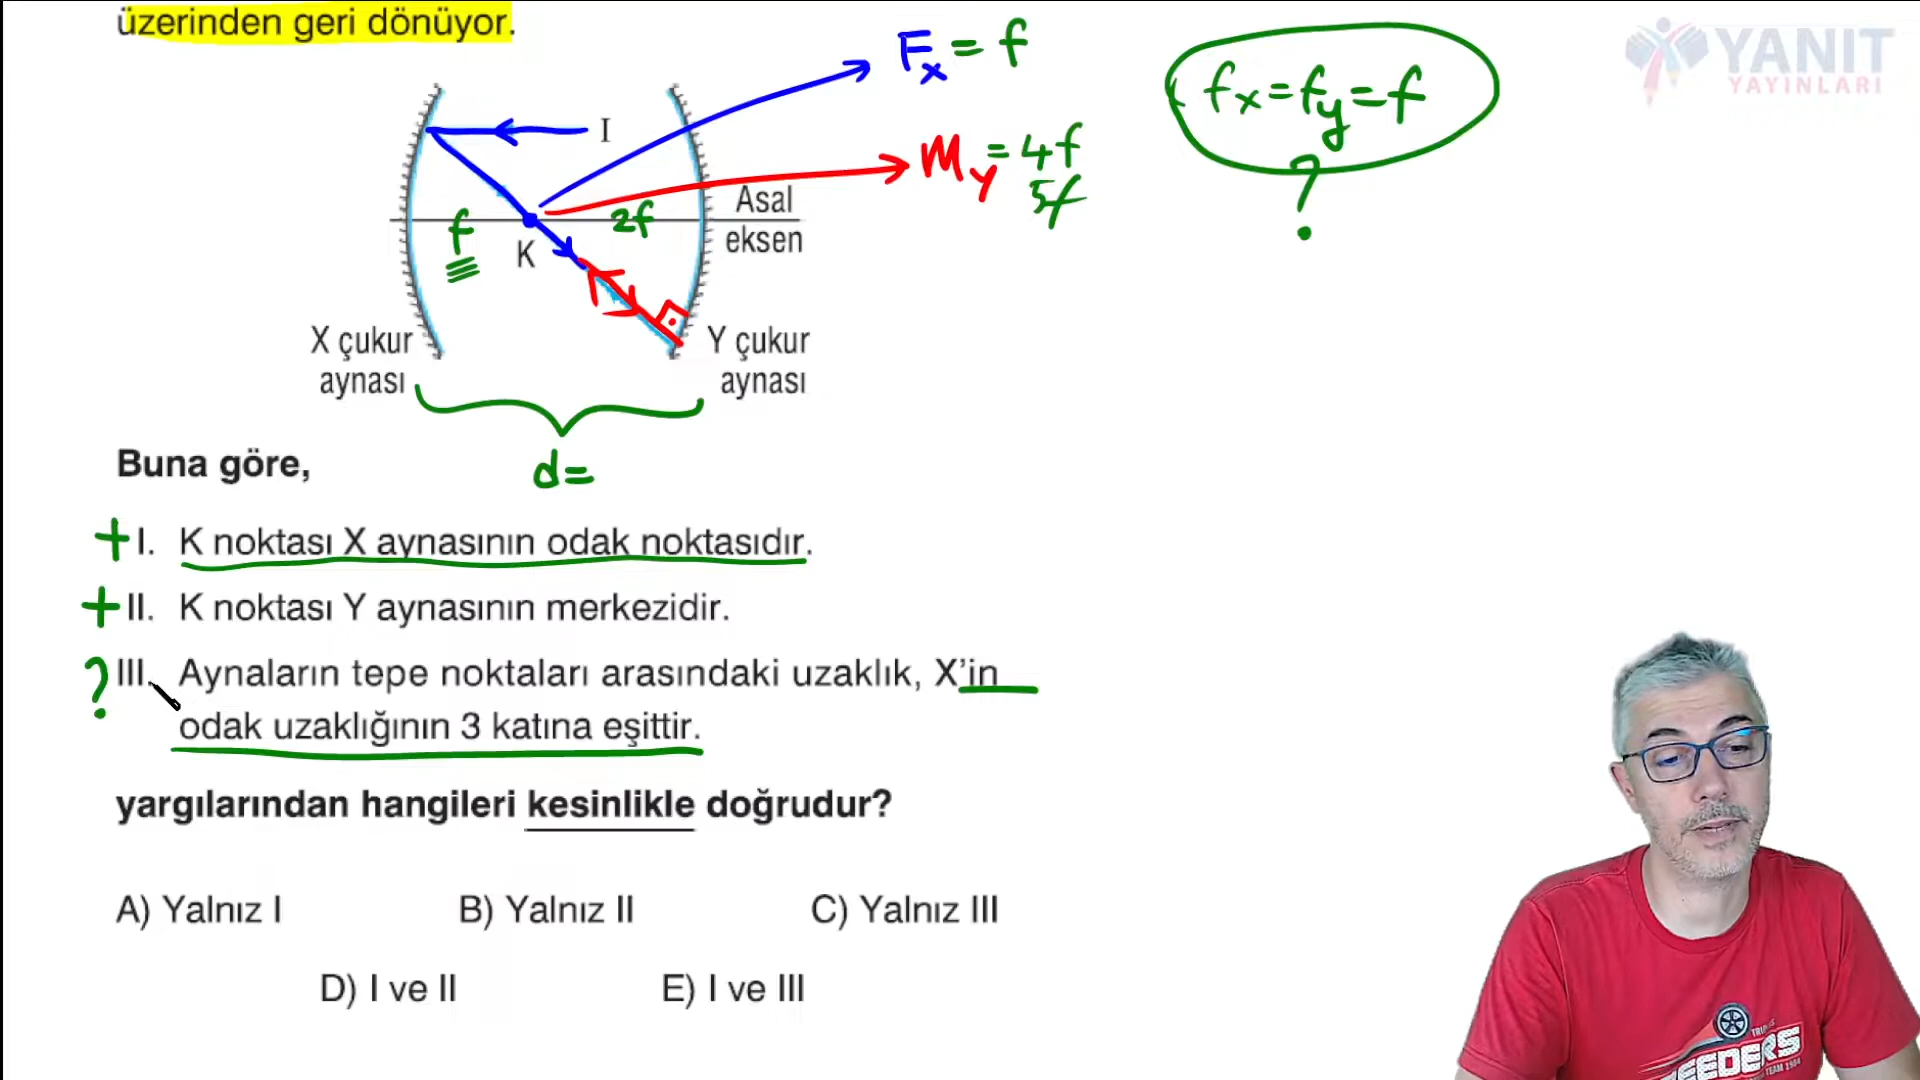 üzerinden geri dönüyor.
Fx = f
fx = fy = f
?
YANIT
YAYINLARI
I
My = 4f
5f
Asal
eksen
f
2f
K
X çukur
aynası
Y çukur
aynası
d =
Buna göre,
+ I. K noktası X aynasının odak noktasıdır.
+ II. K noktası Y aynasının merkezidir.
? III. Aynaların tepe noktaları arasındaki uzaklık, X'in
odak uzaklığının 3 katına eşittir.
yargılarından hangileri kesinlikle doğrudur?
A) Yalnız I
B) Yalnız II
C) Yalnız III
D) I ve II
E) I ve III